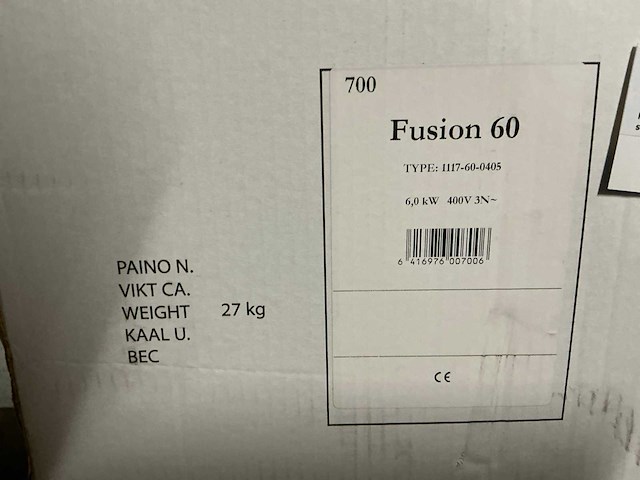 700
Fusion 60
TYPE: 1117-60-0405
6,0 kW 400V 3N~
6 416976 007006
CE
PAINO N.
VIKT CA.
WEIGHT 27 kg
KAAL U.
BEC